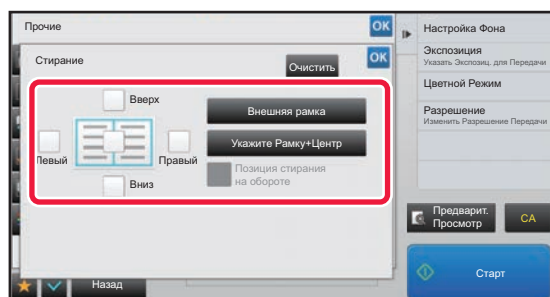 Прочие
OK
Стирание
Очистить
OK
Вверх
Левый
Правый
Вниз
Внешняя рамка
Укажите Рамку+Центр
Позиция стирания
на обороте
Назад
Настройка Фона
Экспозиция
Указать Экспозиц. для Передачи
Цветной Режим
Разрешение
Изменить Разрешение Передачи
Предварит.
Просмотр
CA
Старт